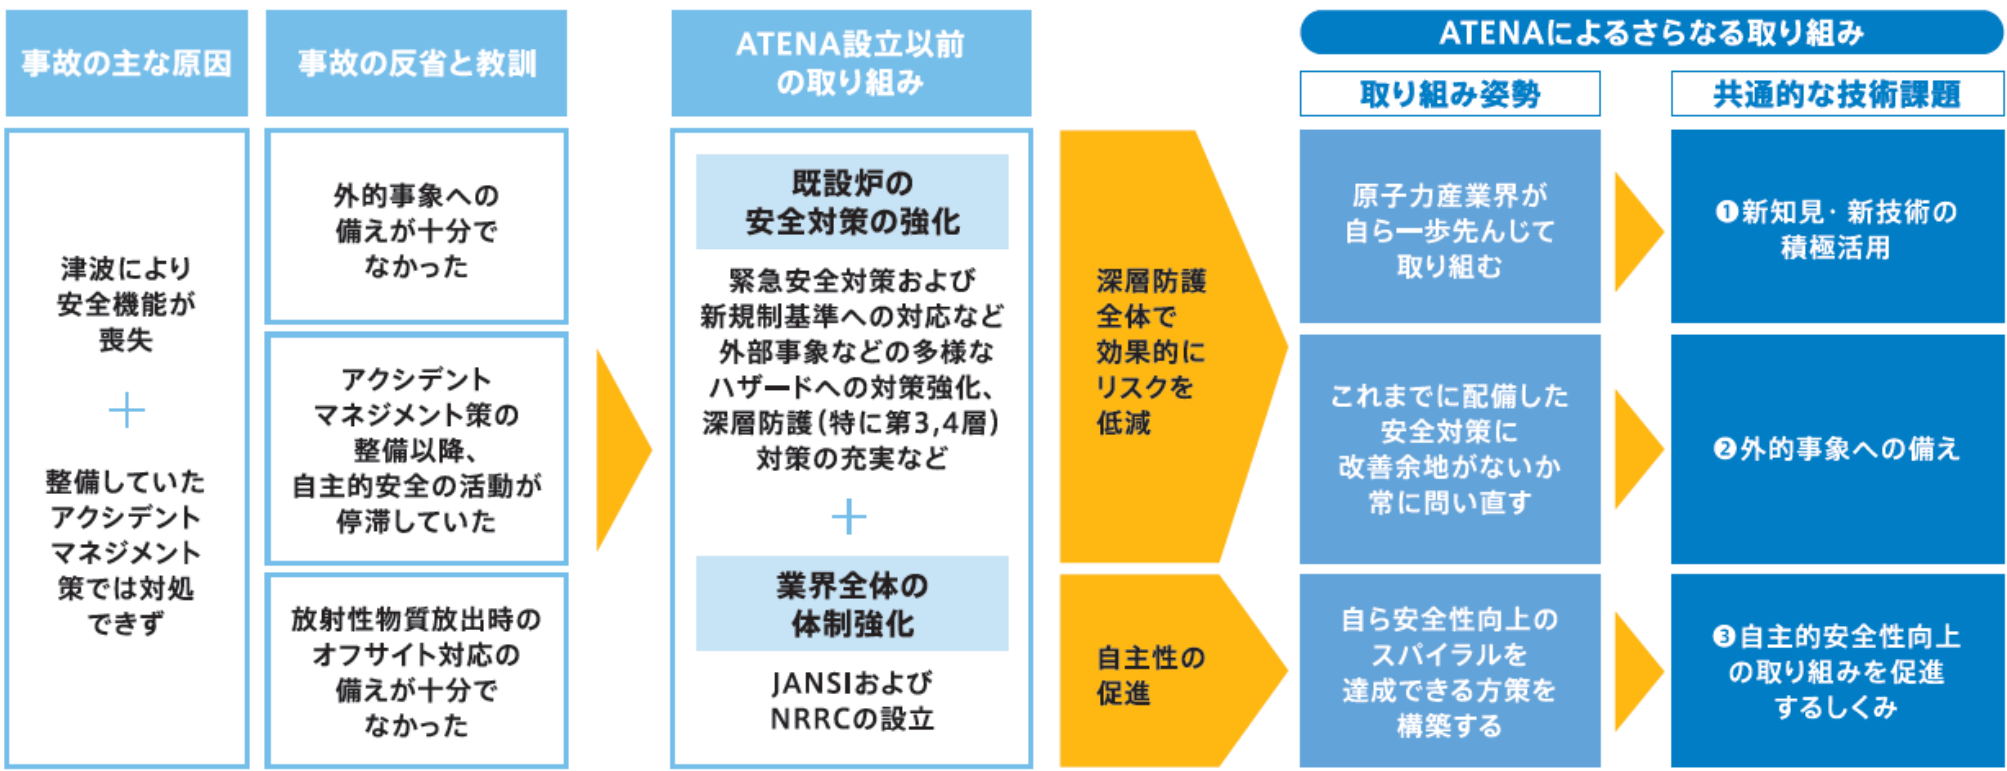 事故の主な原因
津波により
安全機能が
喪失
＋
整備していた
アクシデント
マネジメント
策では対処
できず
事故の反省と教訓
外的事象への
備えが十分で
なかった
アクシデント
マネジメント策の
整備以降、
自主的安全の活動が
停滞していた
放射性物質放出時の
オフサイト対応の
備えが十分で
なかった
ATENA設立以前
の取り組み
既設炉の
安全対策の強化
緊急安全対策および
新規制基準への対応など
外部事象などの多様な
ハザードへの対策強化、
深層防護(特に第3,4層)
対策の充実など
＋
業界全体の
体制強化
JANSIおよび
NRRCの設立
深層防護
全体で
効果的に
リスクを
低減
自主性の
促進
ATENAによるさらなる取り組み
取り組み姿勢
原子力産業界が
自ら一歩先んじて
取り組む
これまでに配備した
安全対策に
改善余地がないか
常に問い直す
自ら安全性向上の
スパイラルを
達成できる方策を
構築する
共通的な技術課題
❶新知見・新技術の
積極活用
❷外的事象への備え
❸自主的安全性向上
の取り組みを促進
するしくみ